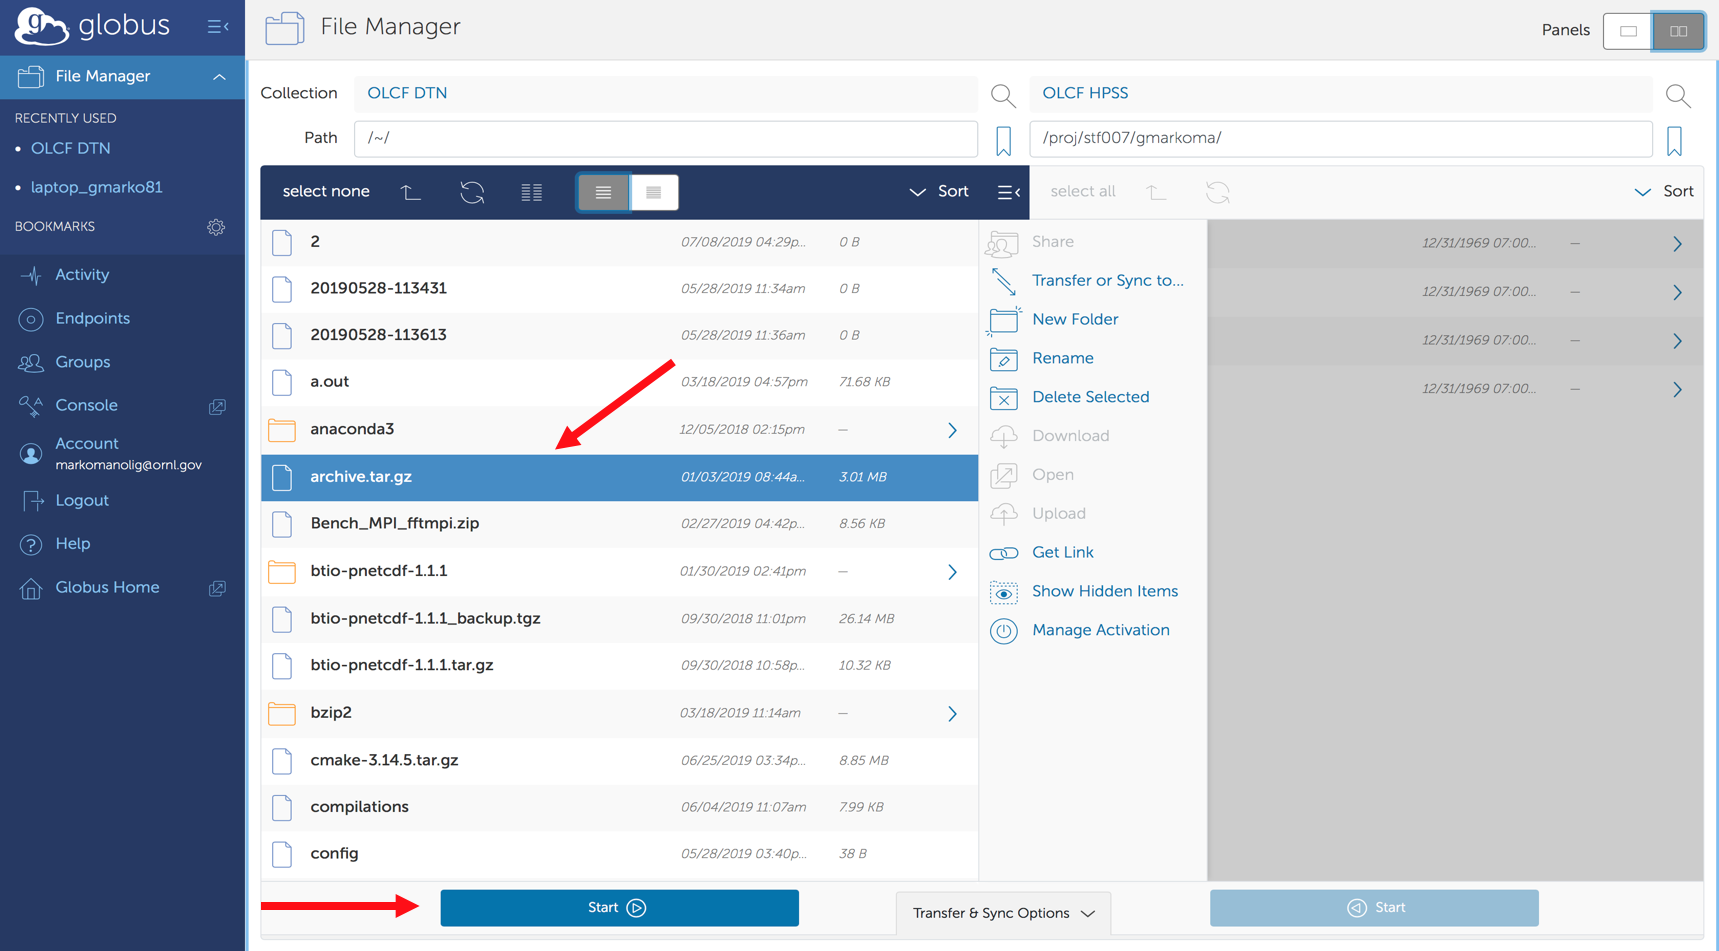 globus
File Manager
RECENTLY USED
OLCF DTN
laptop_gmarko81
BOOKMARKS
Activity
Endpoints
Groups
Console
Account
markomanolig@ornl.gov
Logout
Help
Globus Home
File Manager
Panels
Collection OLCF DTN
OLCF HPSS
Path /~/
/proj/stf007/gmarkoma/
select none Sort
select all Sort
2 07/08/2019 04:29p... 0 B
20190528-113431 05/28/2019 11:34am 0 B
20190528-113613 05/28/2019 11:36am 0 B
a.out 03/18/2019 04:57pm 71.68 KB
anaconda3 12/05/2018 02:15pm —
archive.tar.gz 01/03/2019 08:44a... 3.01 MB
Bench_MPI_fftmpi.zip 02/27/2019 04:42p... 8.56 KB
btio-pnetcdf-1.1.1 01/30/2019 02:41pm —
btio-pnetcdf-1.1.1_backup.tgz 09/30/2018 11:01pm 26.14 MB
btio-pnetcdf-1.1.1.tar.gz 09/30/2018 10:58p... 10.32 KB
bzip2 03/18/2019 11:14am —
cmake-3.14.5.tar.gz 06/25/2019 03:34p... 8.85 MB
compilations 06/04/2019 11:07am 7.99 KB
config 05/28/2019 03:40p... 38 B
Share
Transfer or Sync to...
New Folder
Rename
Delete Selected
Download
Open
Upload
Get Link
Show Hidden Items
Manage Activation
12/31/1969 07:00... —
12/31/1969 07:00... —
12/31/1969 07:00... —
12/31/1969 07:00... —
Start
Transfer & Sync Options
Start